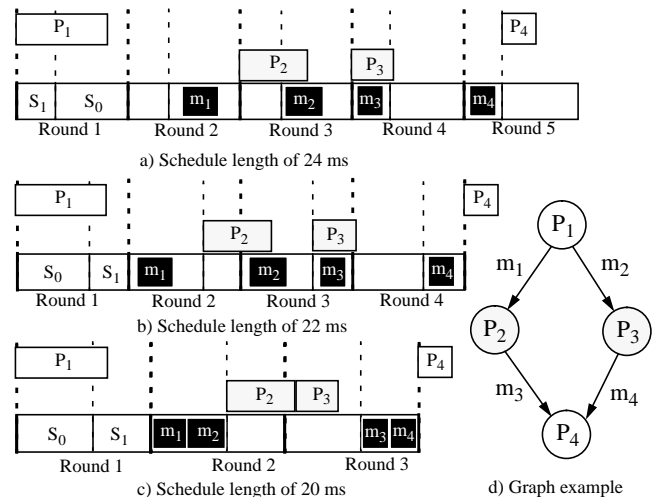 P1 P4
P2 P3
S1 S0 m1 m2 m3 m4
Round 1 Round 2 Round 3 Round 4 Round 5
a) Schedule length of 24 ms
P1 P4
P2 P3
S0 S1 m1 m2 m3 m4
Round 1 Round 2 Round 3 Round 4
b) Schedule length of 22 ms
P1 P4
P2 P3
S0 S1 m1 m2 m3 m4
Round 1 Round 2 Round 3
c) Schedule length of 20 ms
P1
m1 m2
P2 P3
m3 m4
P4
d) Graph example